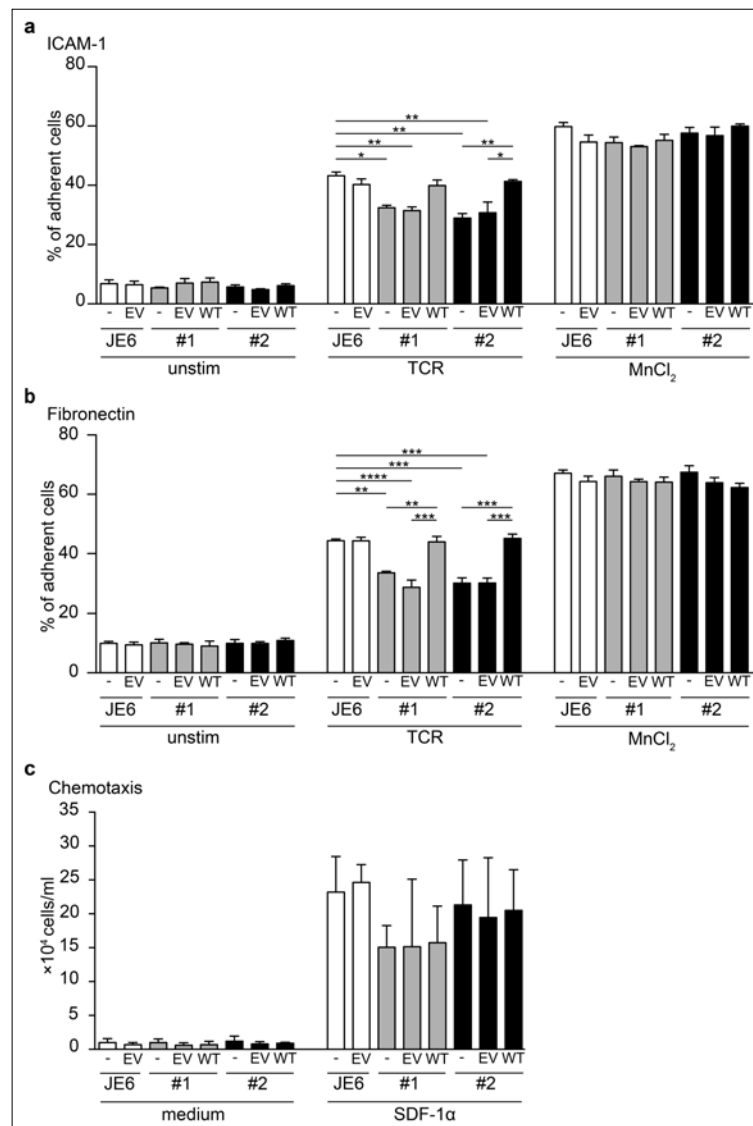 a
ICAM-1
80
60
40
20
0
% of adherent cells
**
**
** **
* *
- EV - EV WT - EV WT - EV - EV WT - EV WT - EV - EV WT - EV WT
JE6 #1 #2 JE6 #1 #2 JE6 #1 #2
unstim TCR MnCl₂
b
Fibronectin
80
60
40
20
0
% of adherent cells
***
***
****
** ** ***
*** ***
- EV - EV WT - EV WT - EV - EV WT - EV WT - EV - EV WT - EV WT
JE6 #1 #2 JE6 #1 #2 JE6 #1 #2
unstim TCR MnCl₂
c
Chemotaxis
35
30
25
20
15
10
5
0
×10⁴ cells/ml
- EV - EV WT - EV WT - EV - EV WT - EV WT
JE6 #1 #2 JE6 #1 #2
medium SDF-1α